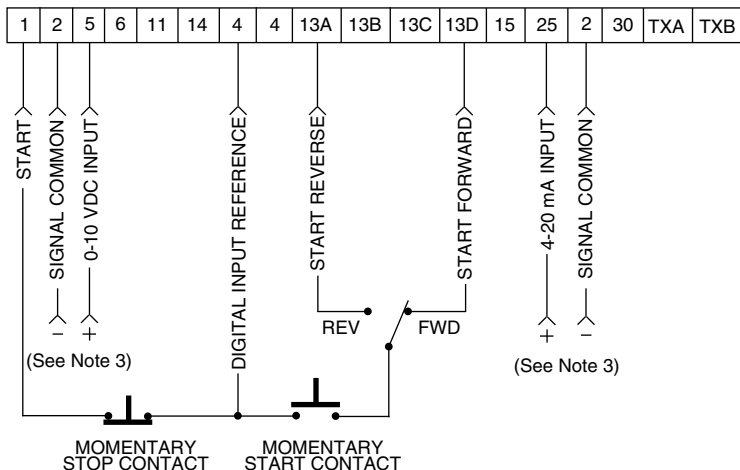 1 2 5 6 11 14 4 4 13A 13B 13C 13D 15 25 2 30 TXA TXB
START
SIGNAL COMMON
0-10 VDC INPUT
DIGITAL INPUT REFERENCE
START REVERSE
START FORWARD
4-20 mA INPUT
SIGNAL COMMON
REV FWD
− + + −
(See Note 3) (See Note 3)
MOMENTARY
STOP CONTACT
MOMENTARY
START CONTACT